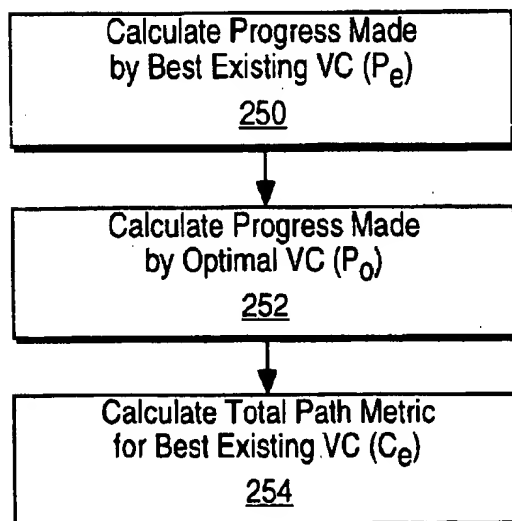 Calculate Progress Made
by Best Existing VC (Pe)
250
Calculate Progress Made
by Optimal VC (Po)
252
Calculate Total Path Metric
for Best Existing VC (Ce)
254